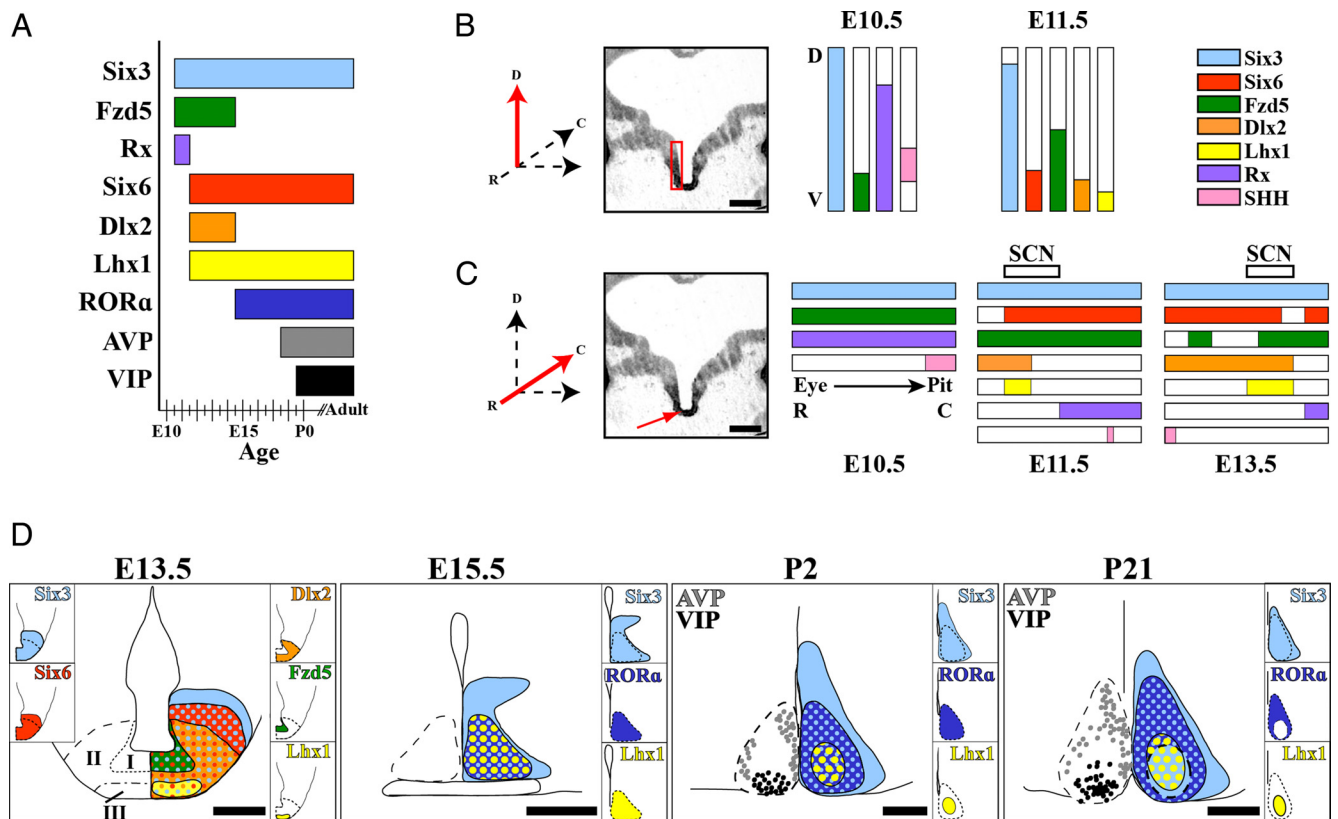 A
Six3
Fzd5
Rx
Six6
Dlx2
Lhx1
RORα
AVP
VIP
E10
E15
P0
//Adult
Age
B
D
C
R
E10.5
D
V
E11.5
Six3
Six6
Fzd5
Dlx2
Lhx1
Rx
SHH
C
D
C
R
Eye
Pit
R
C
E10.5
SCN
E11.5
SCN
E13.5
D
E13.5
Six3
Six6
Dlx2
Fzd5
Lhx1
II
I
III
E15.5
Six3
RORα
Lhx1
P2
AVP
VIP
Six3
RORα
Lhx1
P21
AVP
VIP
Six3
RORα
Lhx1